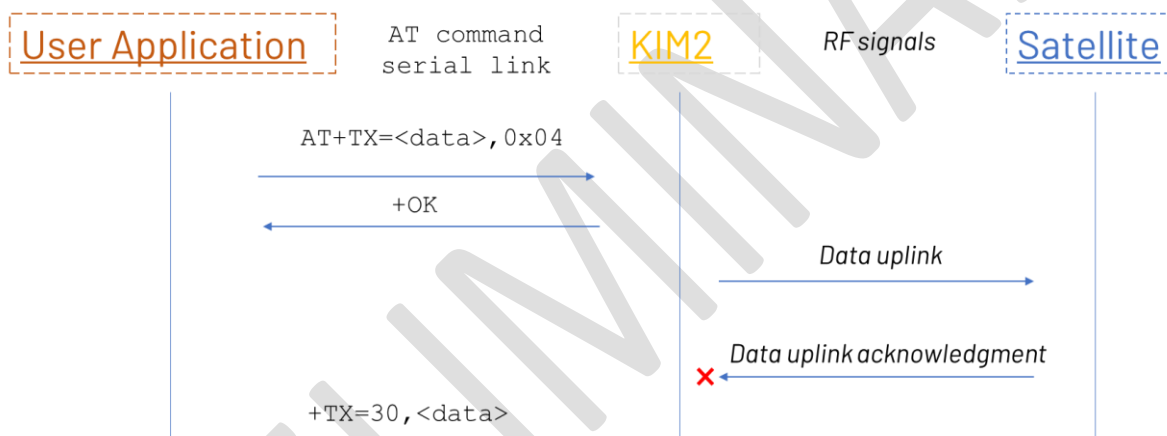 User Application
AT command
serial link
KIM2
RF signals
Satellite
AT+TX=<data>,0x04
+OK
Data uplink
Data uplink acknowledgment
+TX=30,<data>